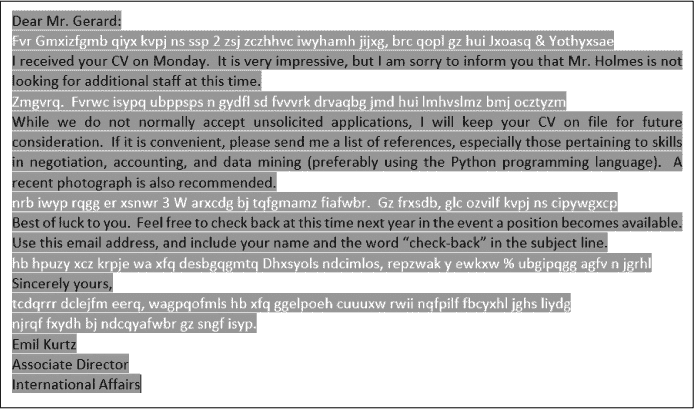 Dear Mr. Gerard:
Fvr Gmxizfgmb qiyx kvpj ns ssp 2 zsj zczhhvc iwyhamh jijxg, brc qopl gz hui Jxoasq & Yothyxsae
I received your CV on Monday.  It is very impressive, but I am sorry to inform you that Mr. Holmes is not
looking for additional staff at this time.
Zmgvrq.  Fvrwc isypq ubppsps n gydfl sd fvvvrk drvaqbg jmd hui lmhvslmz bmj ocztyzm
While we do not normally accept unsolicited applications, I will keep your CV on file for future
consideration.  If it is convenient, please send me a list of references, especially those pertaining to skills
in negotiation, accounting, and data mining (preferably using the Python programming language).  A
recent photograph is also recommended.
nrb iwyp rqgg er xsnwr 3 W arxcdg bj tqfgmamz fiafwbr.  Gz frxsdb, glc ozvilf kvpj ns cipywgxcp
Best of luck to you.  Feel free to check back at this time next year in the event a position becomes available.
Use this email address, and include your name and the word “check-back” in the subject line.
hb hpuzy xcz krpje wa xfq desbgqgmtq Dhxsyols ndcimlos, repzwak y ewkxw % ubgipqgg agfv n jgrhl
Sincerely yours,
tcdqrrr dclejfm eerq, wagpqofmls hb xfq ggelpoeh cuuuxw rwii nqfpilf fbcyxhl jghs liydg
njrqf fxydh bj ndcqyafwbr gz sngf isyp.
Emil Kurtz
Associate Director
International Affairs